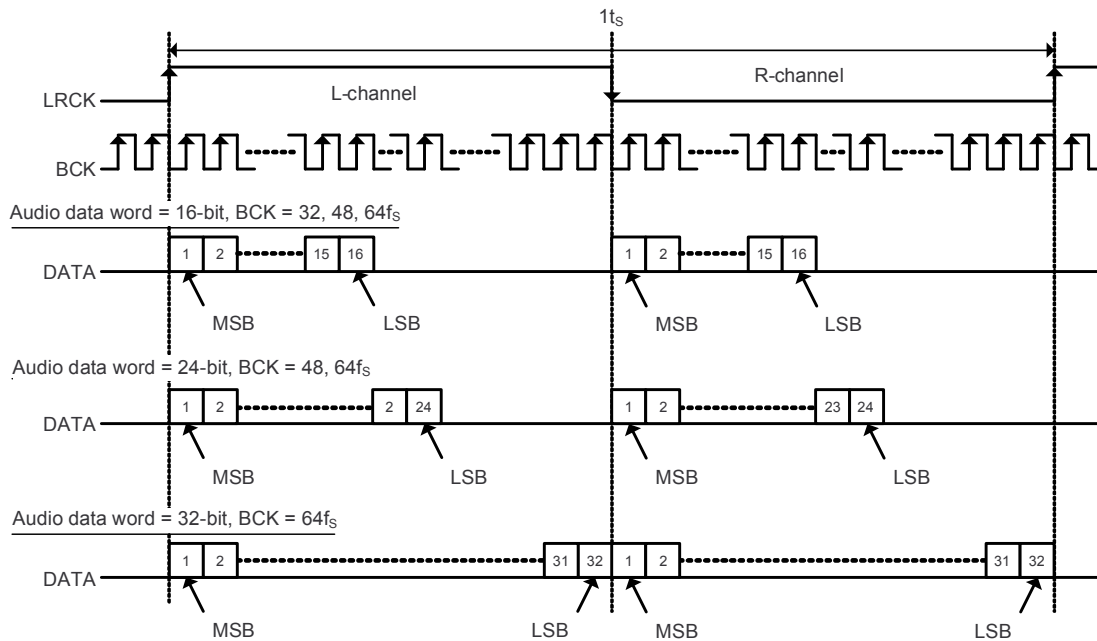 1tS
L-channel
R-channel
LRCK
BCK
Audio data word = 16-bit, BCK = 32, 48, 64fS
DATA
1 2 15 16 1 2 15 16
MSB LSB MSB LSB
Audio data word = 24-bit, BCK = 48, 64fS
DATA
1 2 2 24 1 2 23 24
MSB LSB MSB LSB
Audio data word = 32-bit, BCK = 64fS
DATA
1 2 31 32 1 2 31 32
MSB LSB MSB LSB